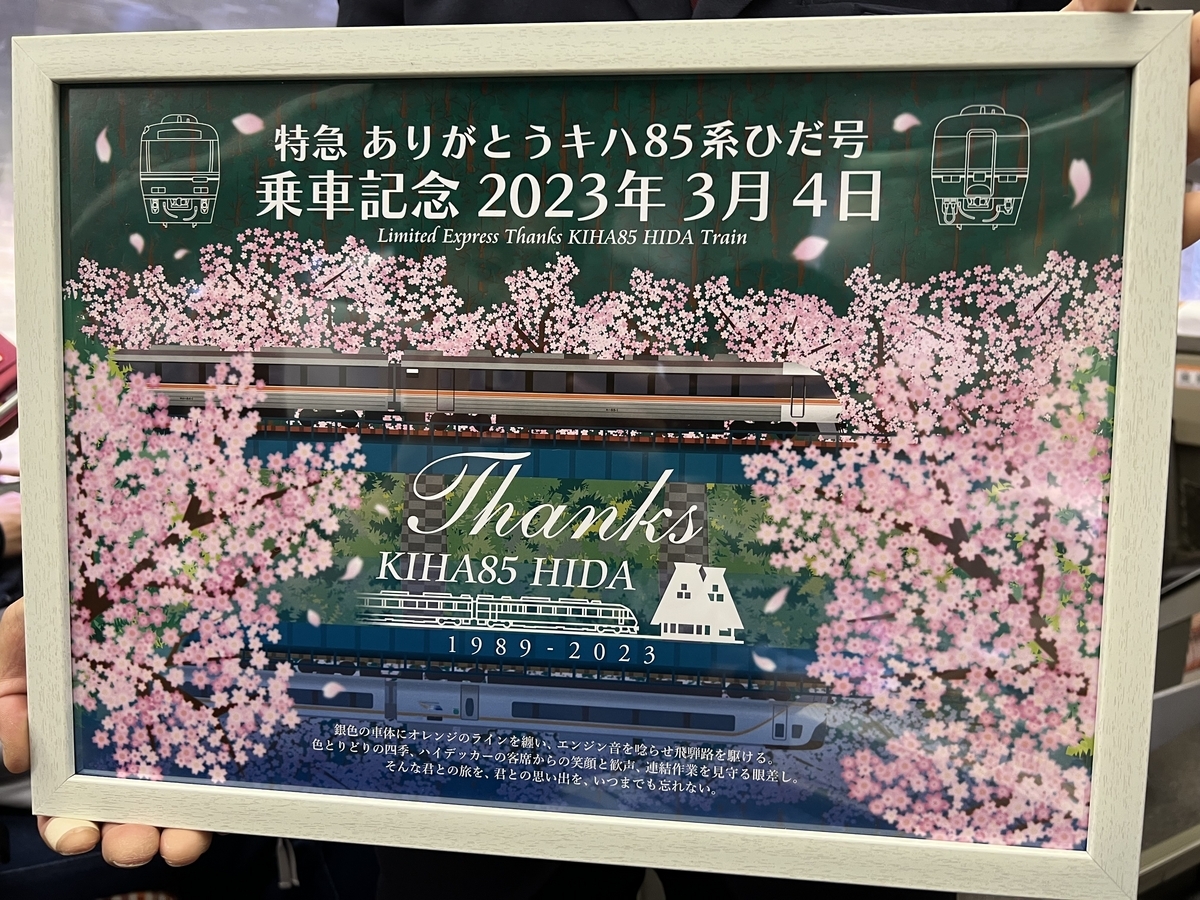 特急 ありがとうキハ85系ひだ号
乗車記念 2023年 3月 4日
Limited Express Thanks KIHA85 HIDA Train
Thanks
KIHA85 HIDA
1989-2023
銀色の車体にオレンジのラインを纏い、エンジン音を唸らせ飛騨路を駆ける。
色とりどりの四季、ハイデッカーの客席からの笑顔と歓声、連結作業を見守る眼差し。
そんな君との旅を、君との思い出を、いつまでも忘れない。